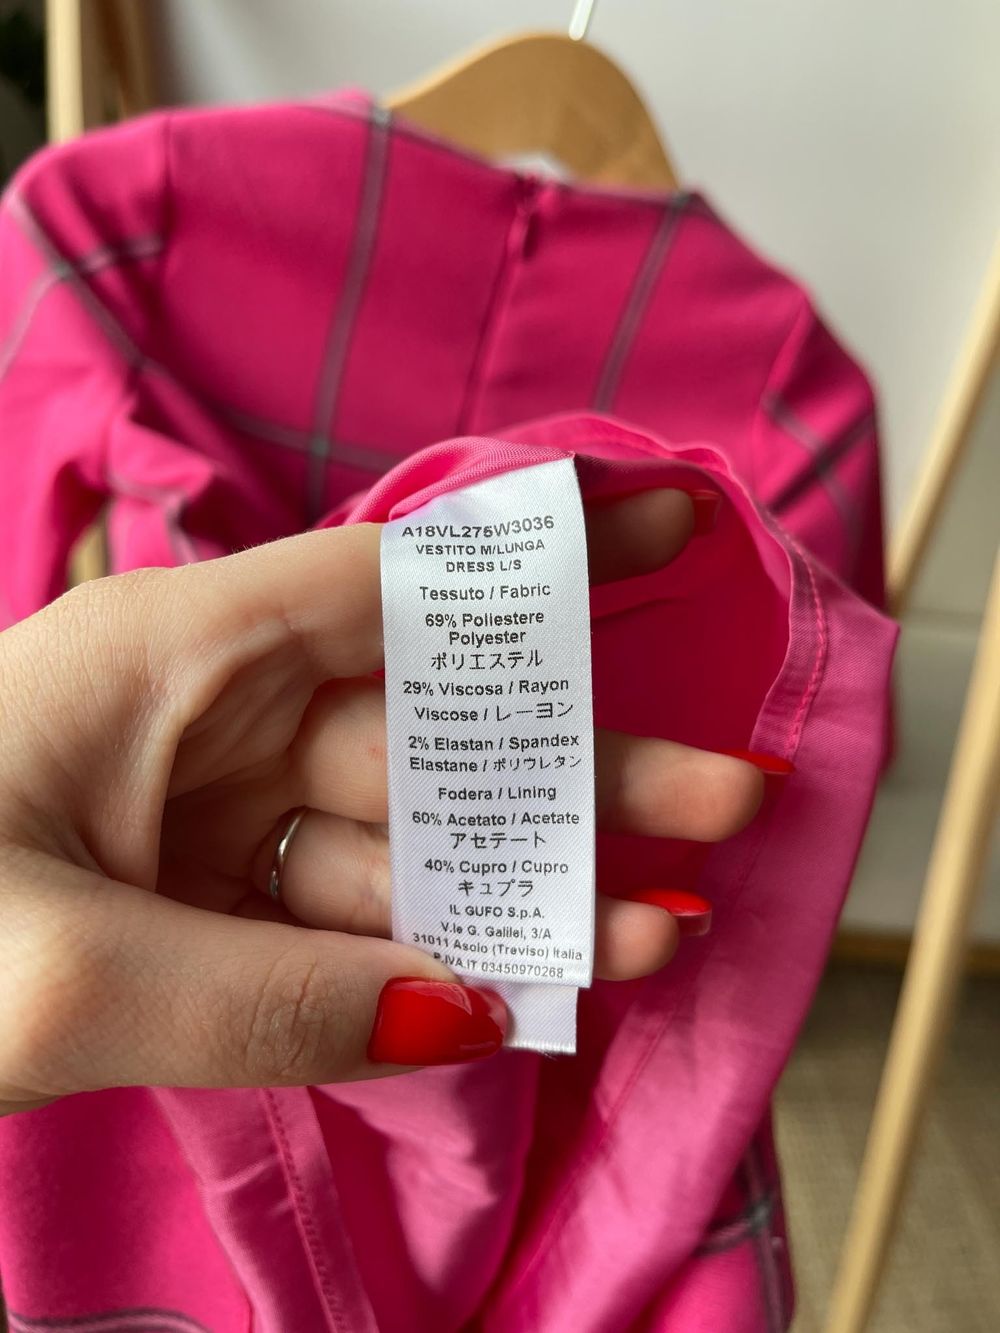 A18VL275W3036
VESTITO M/LUNGA
DRESS L/S
Tessuto / Fabric
69% Poliestere
Polyester
ポリエステル
29% Viscosa / Rayon
Viscose / レーヨン
2% Elastan / Spandex
Elastane / ポリウレタン
Fodera / Lining
60% Acetato / Acetate
アセテート
40% Cupro / Cupro
キュプラ
IL GUFO S.p.A.
V.le G. Galilei, 3/A
31011 Asolo (Treviso) Italia
P.IVA.IT 03450970268